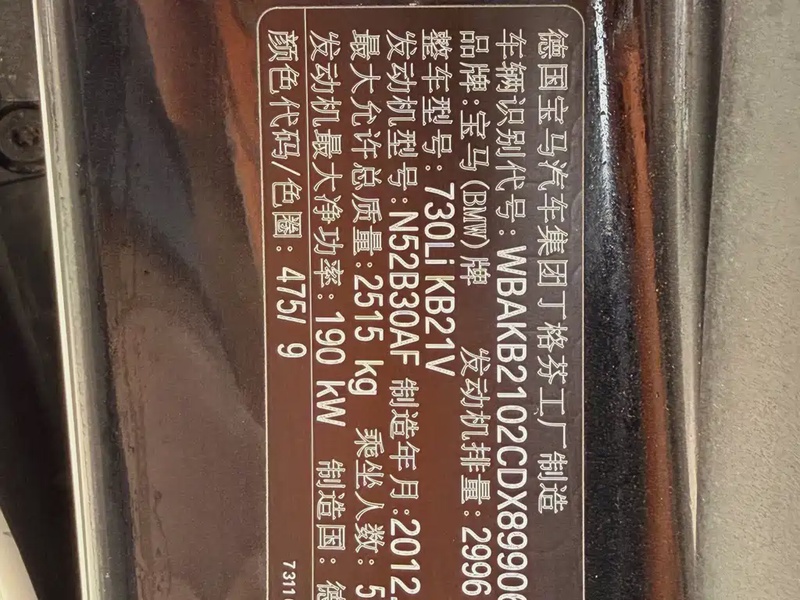 德国宝马汽车集团丁格芬工厂制造
车辆识别代号:WBAKB2102CDX89906
品牌:宝马(BMW)牌 发动机排量:2996
整车型号:730Li KB21V
发动机型号:N52B30AF 制造年月:2012
最大允许总质量:2515 kg 乘坐人数:5
发动机最大净功率:190 kW 制造国:德
颜色代码/色圈:475/ 9
7311